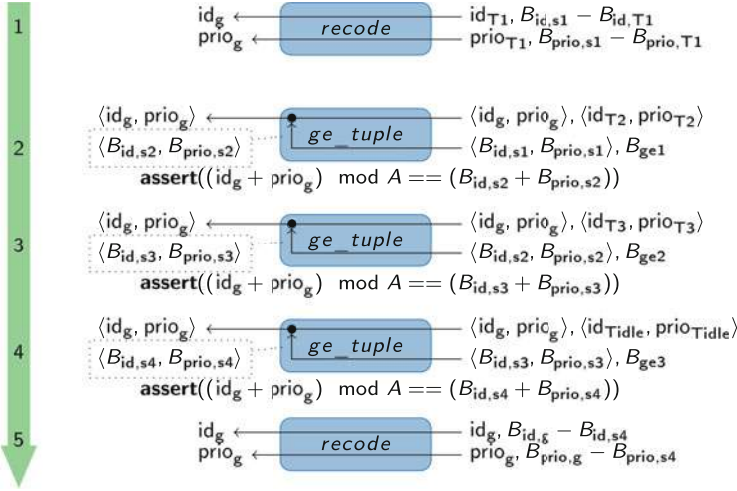 1
id_g recode id_T1, B_id,s1 − B_id,T1
prio_g prio_T1, B_prio,s1 − B_prio,T1
⟨id_g, prio_g⟩ ⟨id_g, prio_g⟩, ⟨id_T2, prio_T2⟩
2 ⟨B_id,s2, B_prio,s2⟩ ge_tuple ⟨B_id,s1, B_prio,s1⟩, B_ge1
assert((id_g + prio_g) mod A == (B_id,s2 + B_prio,s2))
⟨id_g, prio_g⟩ ⟨id_g, prio_g⟩, ⟨id_T3, prio_T3⟩
3 ⟨B_id,s3, B_prio,s3⟩ ge_tuple ⟨B_id,s2, B_prio,s2⟩, B_ge2
assert((id_g + prio_g) mod A == (B_id,s3 + B_prio,s3))
⟨id_g, prio_g⟩ ⟨id_g, prio_g⟩, ⟨id_Tidle, prio_Tidle⟩
4 ⟨B_id,s4, B_prio,s4⟩ ge_tuple ⟨B_id,s3, B_prio,s3⟩, B_ge3
assert((id_g + prio_g) mod A == (B_id,s4 + B_prio,s4))
5 id_g recode id_g, B_id,g − B_id,s4
prio_g prio_g, B_prio,g − B_prio,s4